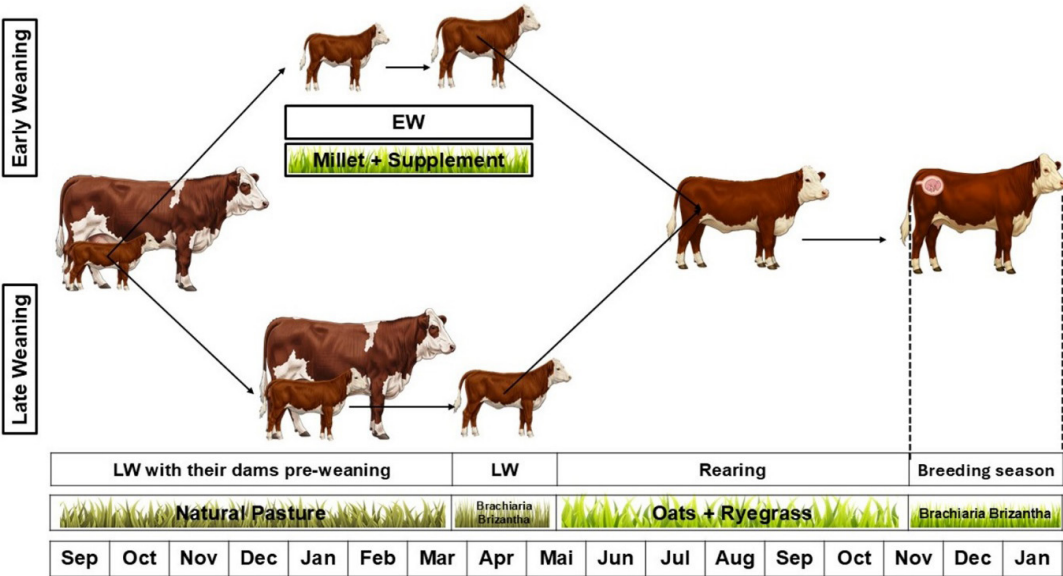 Early Weaning
EW
Millet + Supplement
Late Weaning
LW with their dams pre-weaning
LW
Rearing
Breeding season
Natural Pasture
Brachiaria
Brizantha
Oats + Ryegrass
Brachiaria Brizantha
Sep Oct Nov Dec Jan Feb Mar Apr Mai Jun Jul Aug Sep Oct Nov Dec Jan